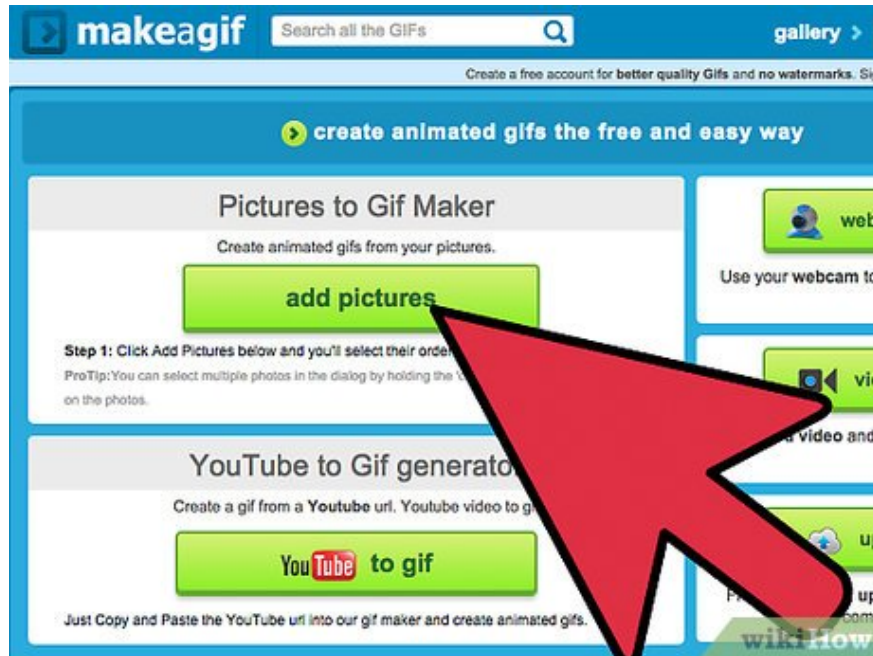 makeagif
Search all the GIFs
gallery >
Create a free account for better quality Gifs and no watermarks.
create animated gifs the free and easy way
Pictures to Gif Maker
Create animated gifs from your pictures.
add pictures
Step 1: Click Add Pictures below and you'll select their order
ProTip:You can select multiple photos in the dialog by holding the
on the photos.
YouTube to Gif generator
Create a gif from a Youtube url. Youtube video to
YouTube to gif
Just Copy and Paste the YouTube url into our gif maker and create animated gifs.
Use your webcam to
video and
wikiHow